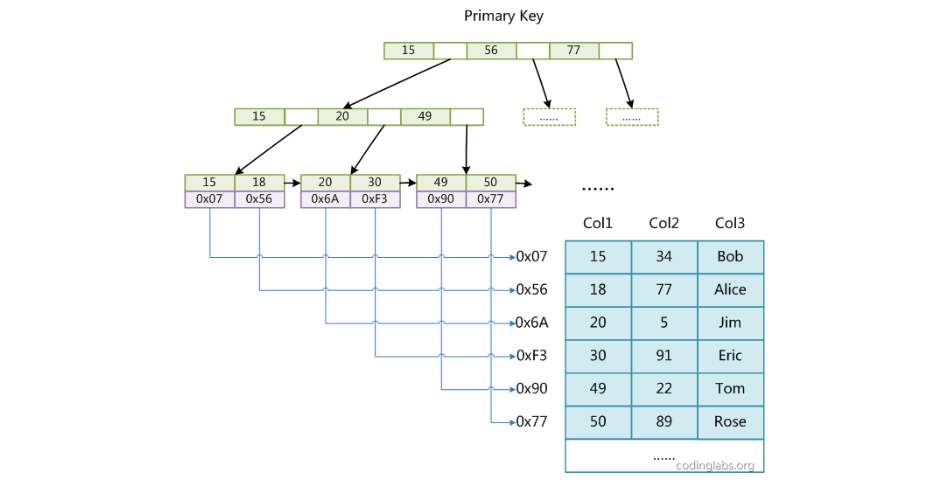 Primary Key
15 56 77
15 20 49
...... ......
15 18 20 30 49 50
0x07 0x56 0x6A 0xF3 0x90 0x77
......
Col1 Col2 Col3
0x07 15 34 Bob
0x56 18 77 Alice
0x6A 20 5 Jim
0xF3 30 91 Eric
0x90 49 22 Tom
0x77 50 89 Rose
......
codinglabs.org